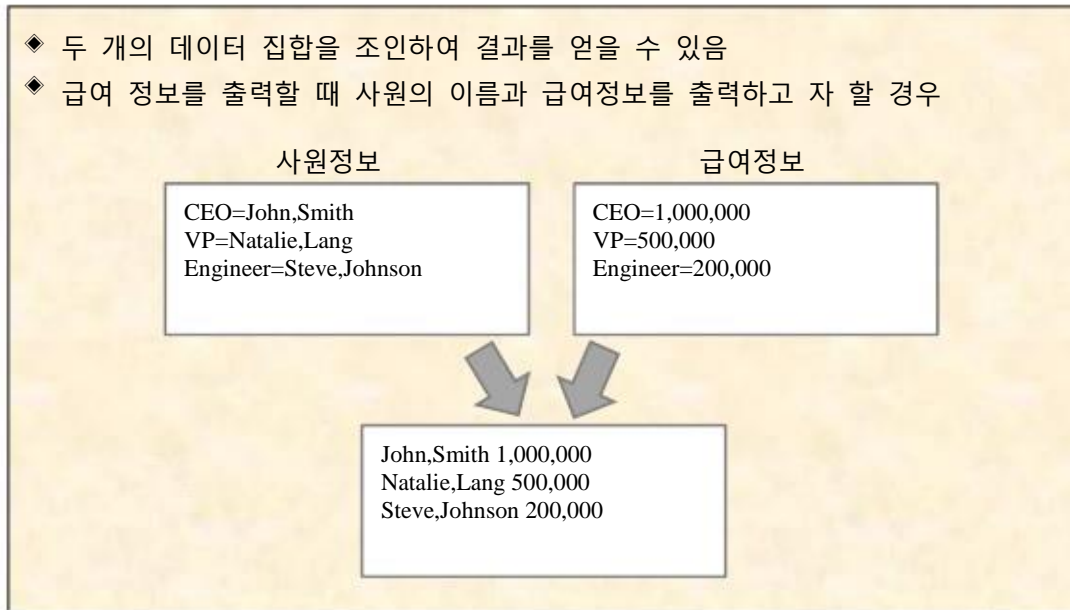 ◈ 두 개의 데이터 집합을 조인하여 결과를 얻을 수 있음
◈ 급여 정보를 출력할 때 사원의 이름과 급여정보를 출력하고 자 할 경우
사원정보
CEO=John,Smith
VP=Natalie,Lang
Engineer=Steve,Johnson
급여정보
CEO=1,000,000
VP=500,000
Engineer=200,000
John,Smith 1,000,000
Natalie,Lang 500,000
Steve,Johnson 200,000